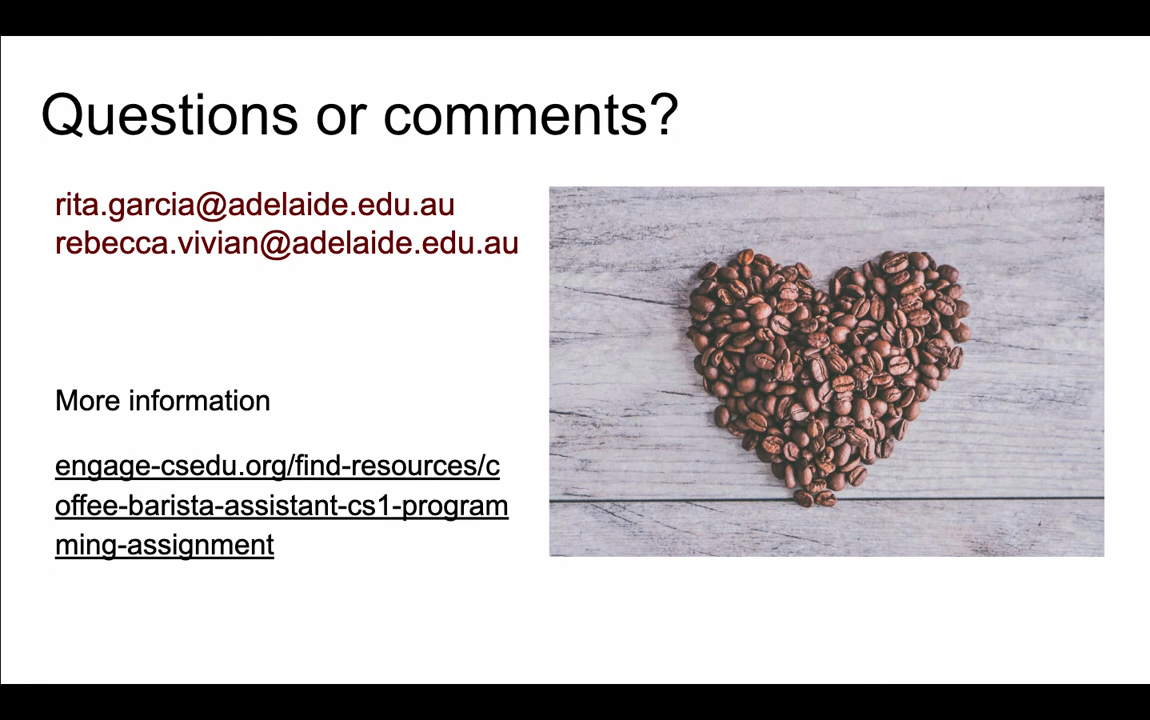 Questions or comments?
rita.garcia@adelaide.edu.au
rebecca.vivian@adelaide.edu.au
More information
engage-csedu.org/find-resources/c
offee-barista-assistant-cs1-program
ming-assignment